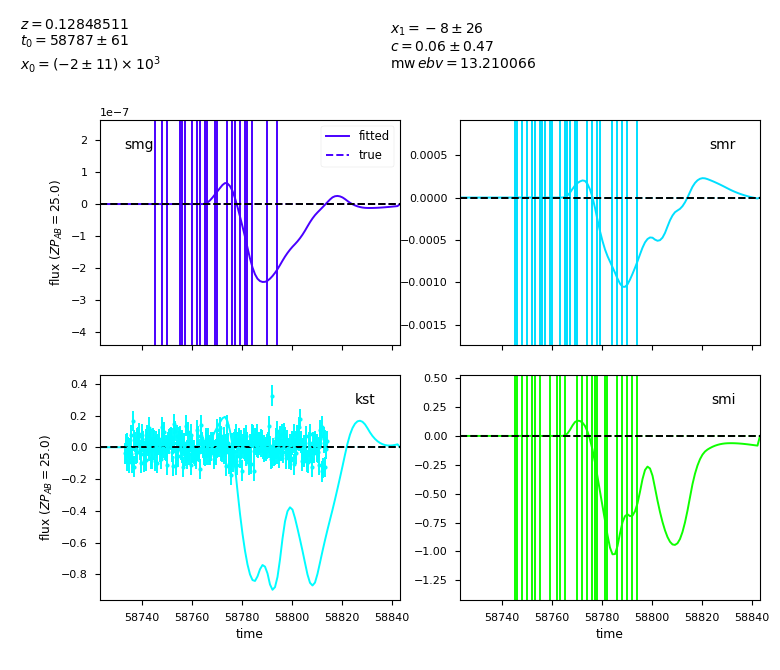 z = 0.12848511
t₀ = 58787 ± 61
x₀ = (−2 ± 11) × 10³
x₁ = −8 ± 26
c = 0.06 ± 0.47
mw ebv = 13.210066
1e−7
smg
fitted
true
2
1
0
−1
−2
−3
−4
flux (ZP_AB = 25.0)
smr
0.0005
0.0000
−0.0005
−0.0010
−0.0015
kst
0.4
0.2
0.0
−0.2
−0.4
−0.6
−0.8
flux (ZP_AB = 25.0)
58740 58760 58780 58800 58820 58840
time
smi
0.50
0.25
0.00
−0.25
−0.50
−0.75
−1.00
−1.25
58740 58760 58780 58800 58820 58840
time